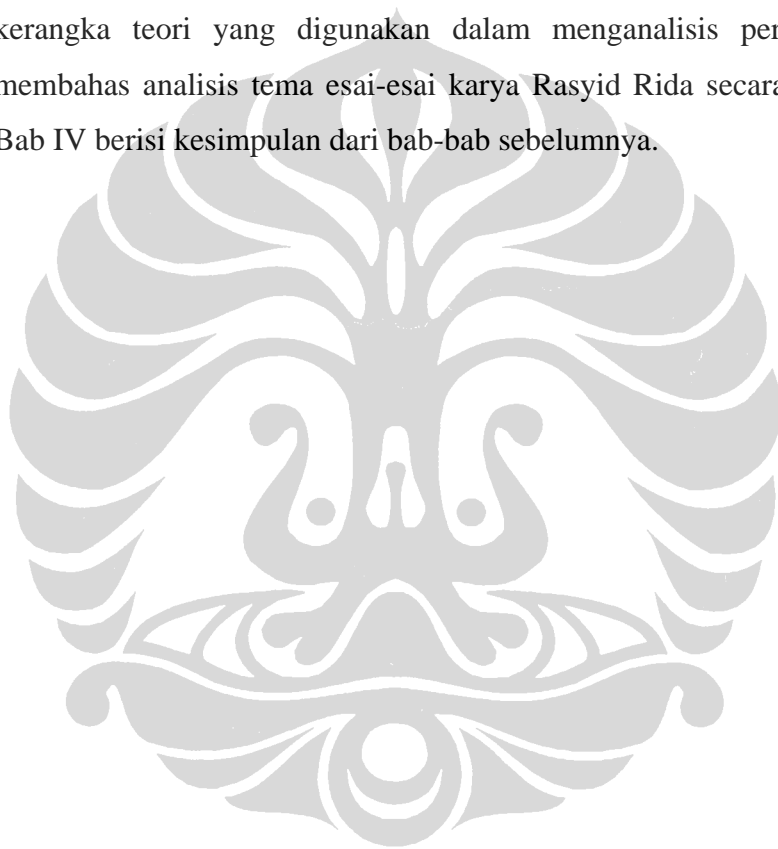 kerangka teori yang digunakan dalam menganalisis per
membahas analisis tema esai-esai karya Rasyid Rida secara
Bab IV berisi kesimpulan dari bab-bab sebelumnya.